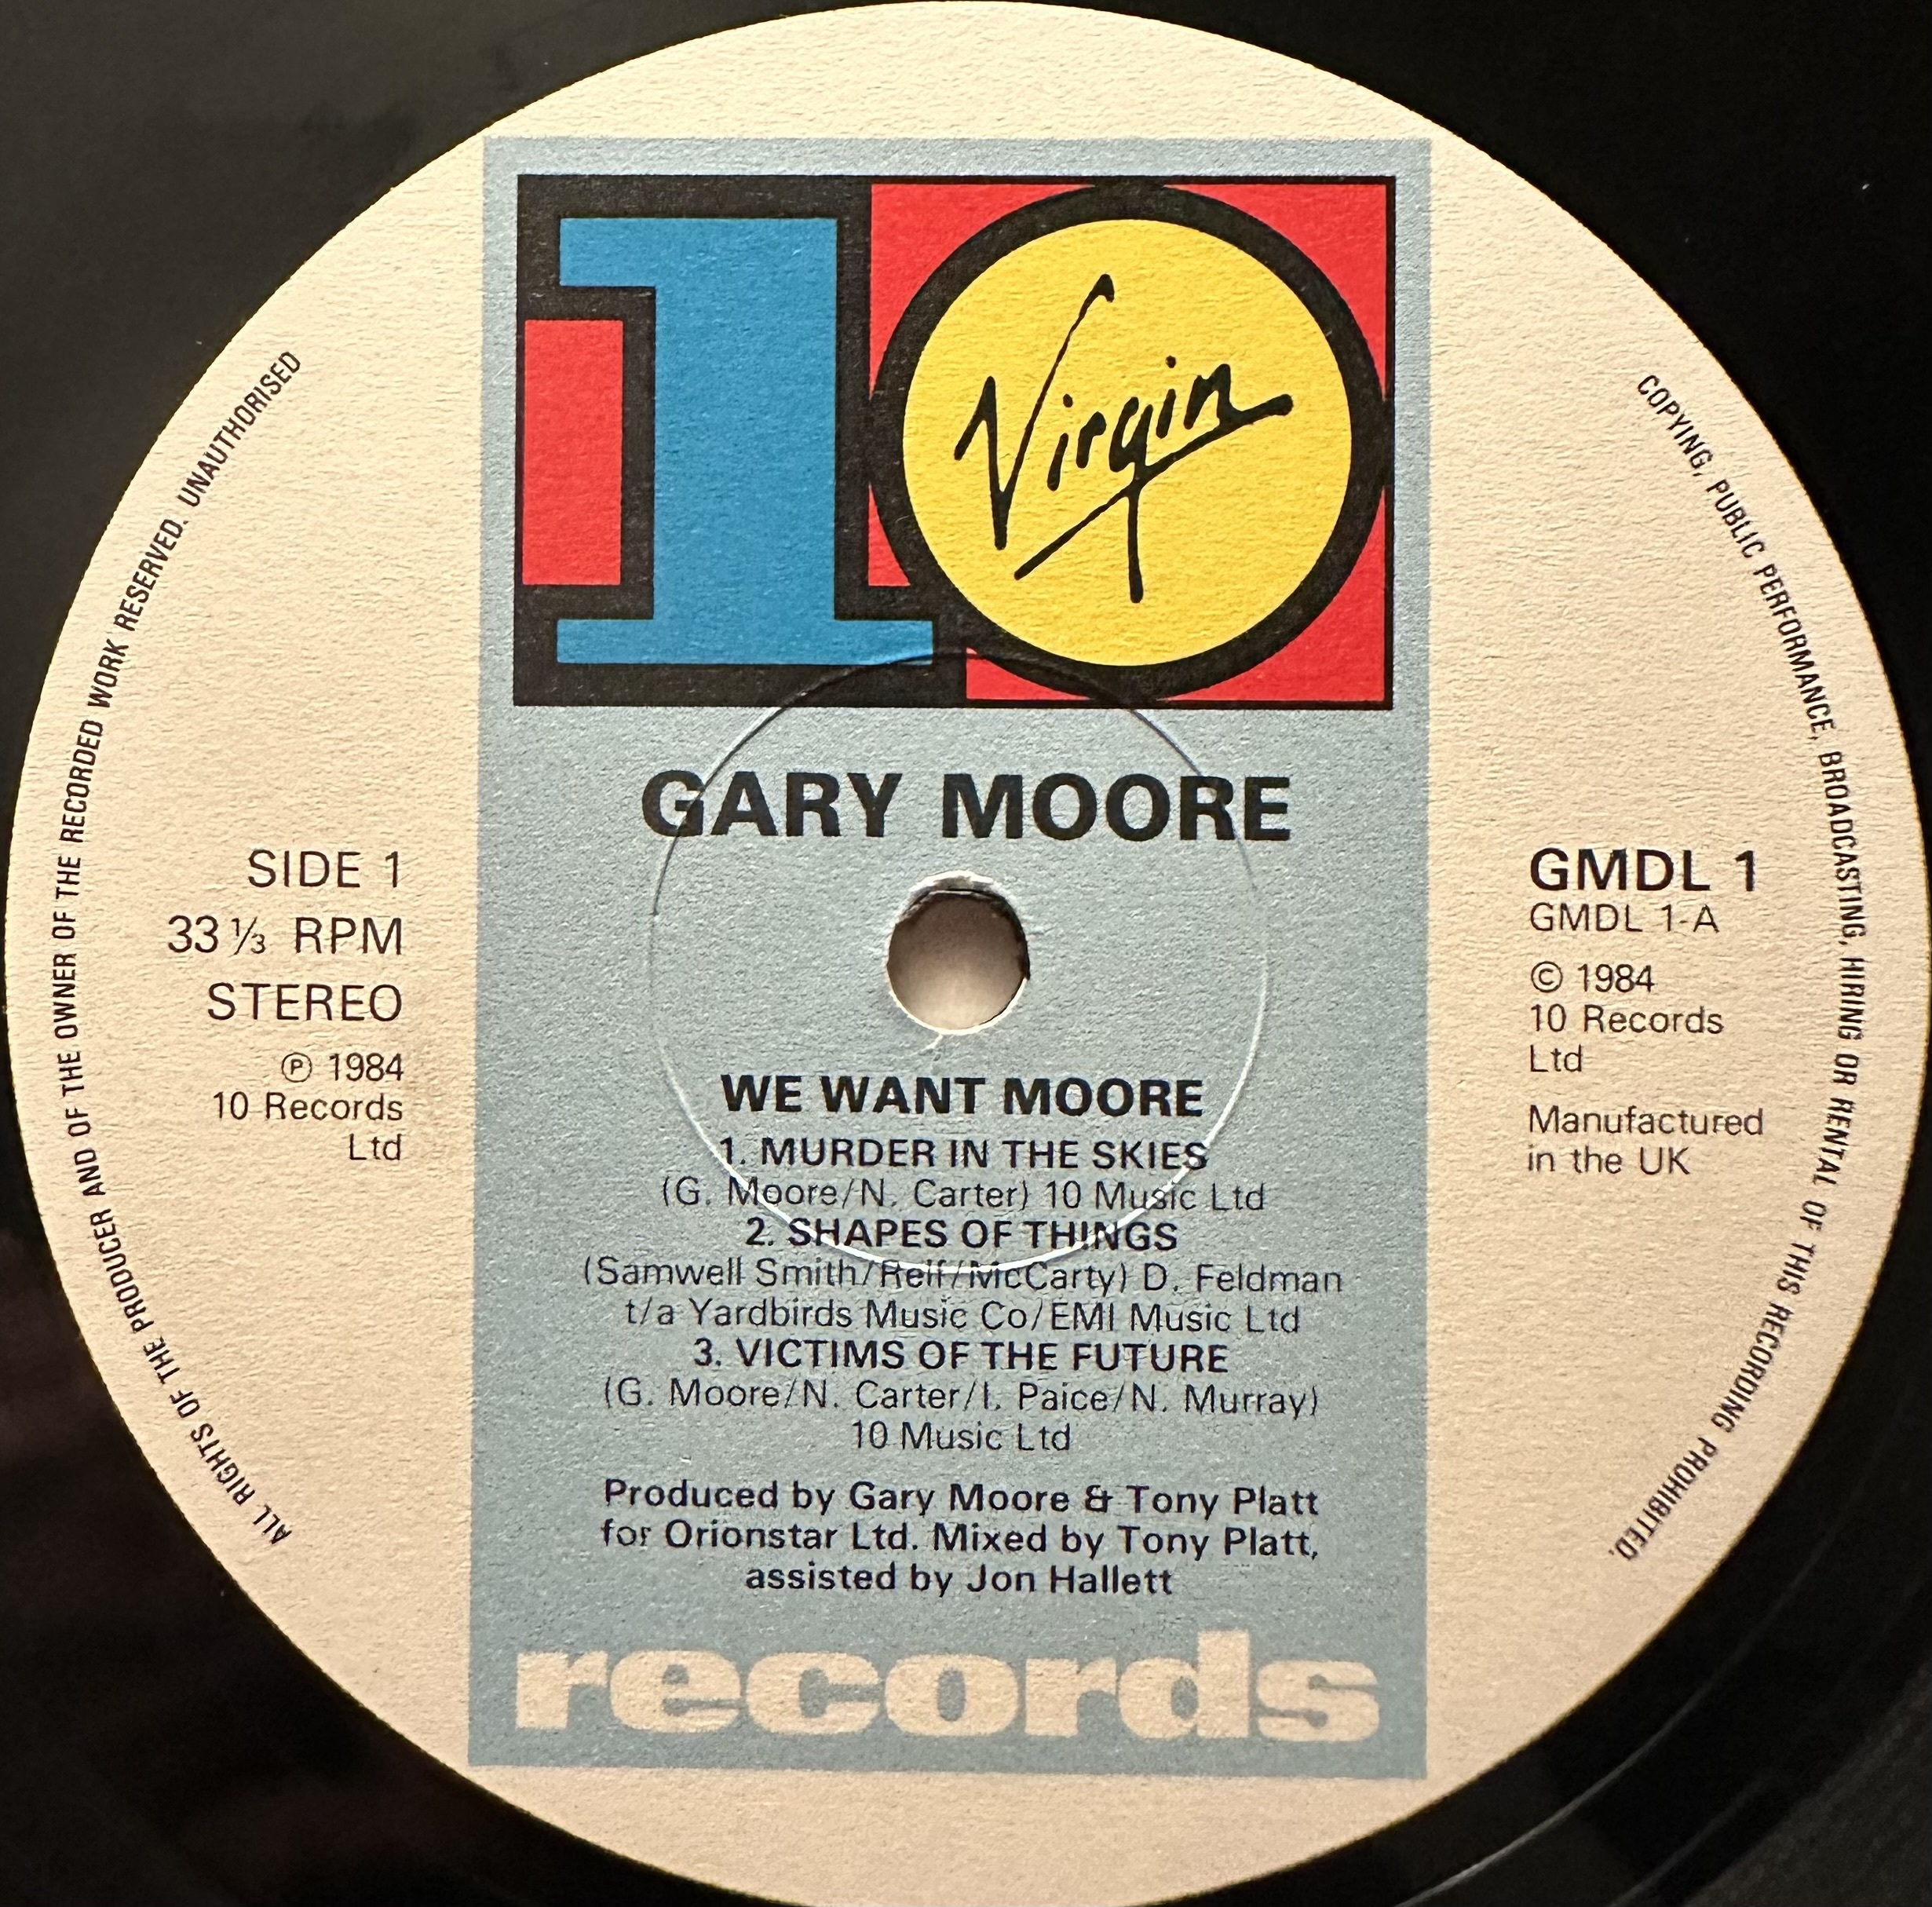 10
Virgin
GARY MOORE
SIDE 1
33 ⅓ RPM
STEREO
℗ 1984
10 Records
Ltd
GMDL 1
GMDL 1-A
© 1984
10 Records
Ltd
Manufactured
in the UK
WE WANT MOORE
1. MURDER IN THE SKIES
(G. Moore/N. Carter) 10 Music Ltd
2. SHAPES OF THINGS
(Samwell Smith/Relf/McCarty) D. Feldman
t/a Yardbirds Music Co/EMI Music Ltd
3. VICTIMS OF THE FUTURE
(G. Moore/N. Carter/I. Paice/N. Murray)
10 Music Ltd
Produced by Gary Moore & Tony Platt
for Orionstar Ltd. Mixed by Tony Platt,
assisted by Jon Hallett
records
ALL RIGHTS OF THE PRODUCER AND OF THE OWNER OF THE RECORDED WORK RESERVED. UNAUTHORISED
COPYING, PUBLIC PERFORMANCE, BROADCASTING, HIRING OR RENTAL OF THIS RECORDING PROHIBITED.